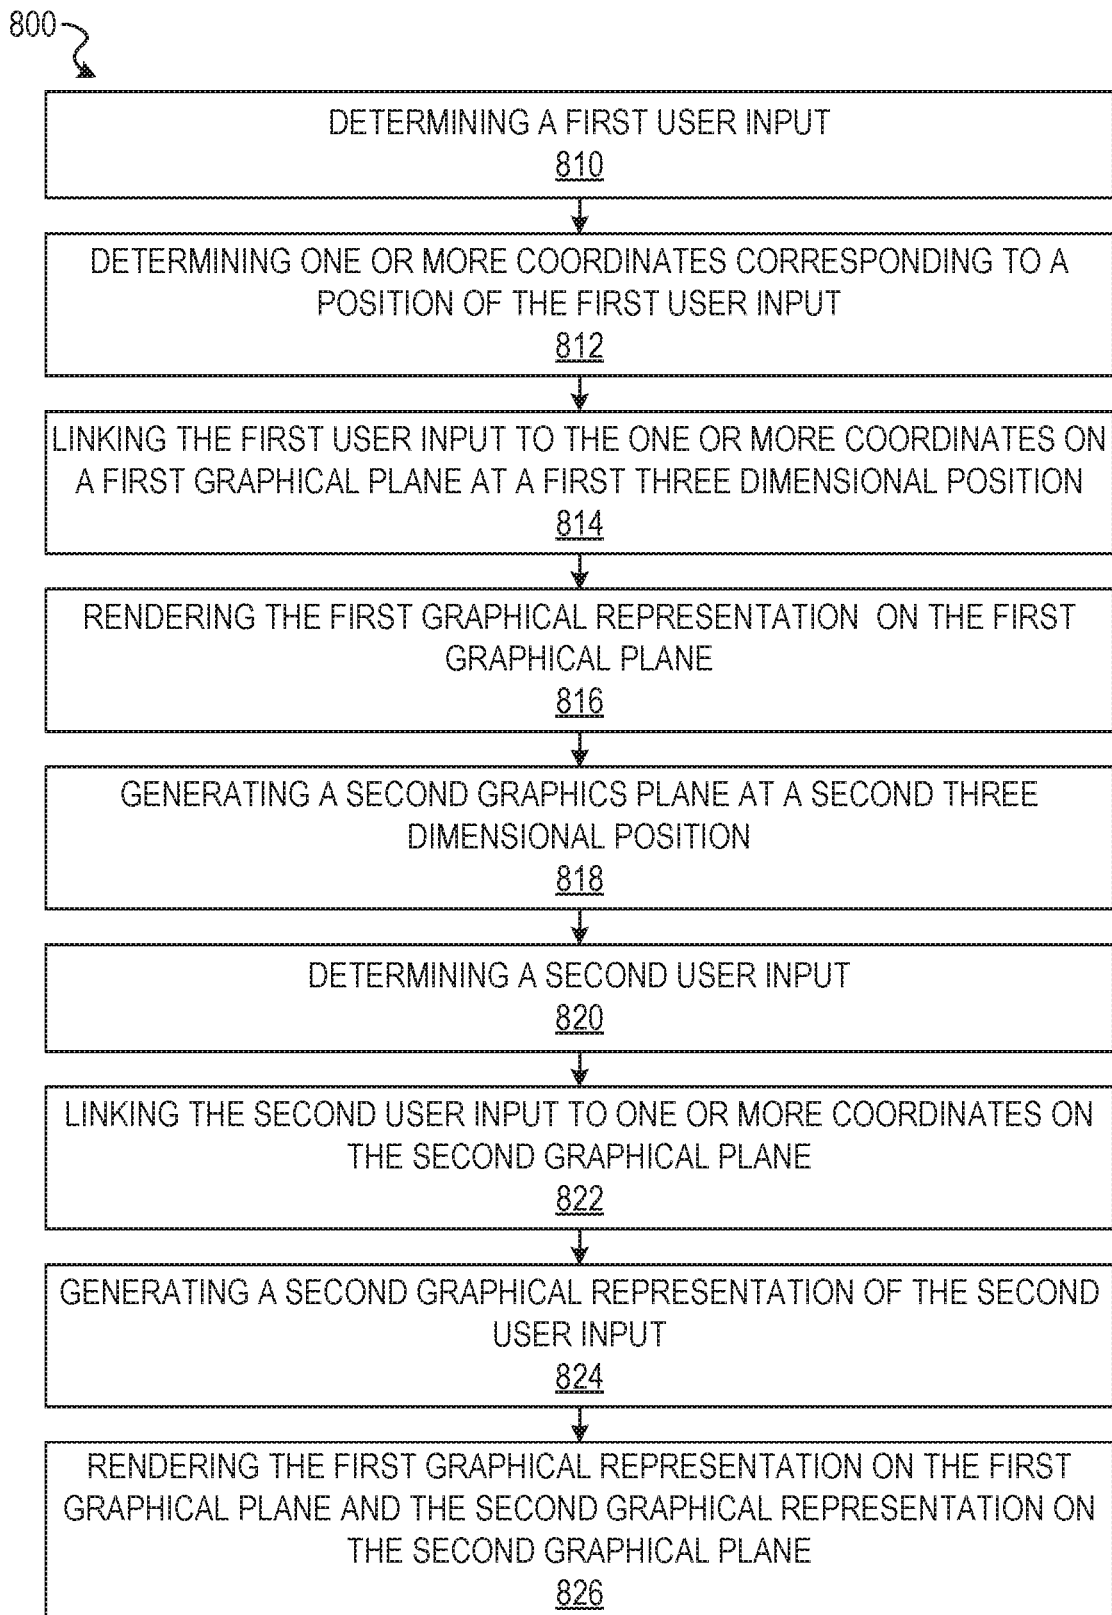 800
DETERMINING A FIRST USER INPUT
810
DETERMINING ONE OR MORE COORDINATES CORRESPONDING TO A
POSITION OF THE FIRST USER INPUT
812
LINKING THE FIRST USER INPUT TO THE ONE OR MORE COORDINATES ON
A FIRST GRAPHICAL PLANE AT A FIRST THREE DIMENSIONAL POSITION
814
RENDERING THE FIRST GRAPHICAL REPRESENTATION ON THE FIRST
GRAPHICAL PLANE
816
GENERATING A SECOND GRAPHICS PLANE AT A SECOND THREE
DIMENSIONAL POSITION
818
DETERMINING A SECOND USER INPUT
820
LINKING THE SECOND USER INPUT TO ONE OR MORE COORDINATES ON
THE SECOND GRAPHICAL PLANE
822
GENERATING A SECOND GRAPHICAL REPRESENTATION OF THE SECOND
USER INPUT
824
RENDERING THE FIRST GRAPHICAL REPRESENTATION ON THE FIRST
GRAPHICAL PLANE AND THE SECOND GRAPHICAL REPRESENTATION ON
THE SECOND GRAPHICAL PLANE
826